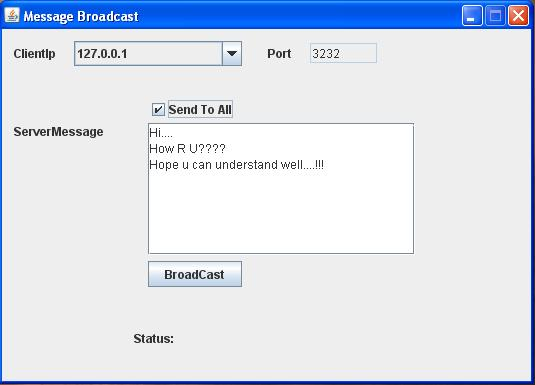 Message Broadcast
ClientIp 127.0.0.1 Port 3232
Send To All
ServerMessage
Hi....
How R U????
Hope u can understand well....!!!
BroadCast
Status: